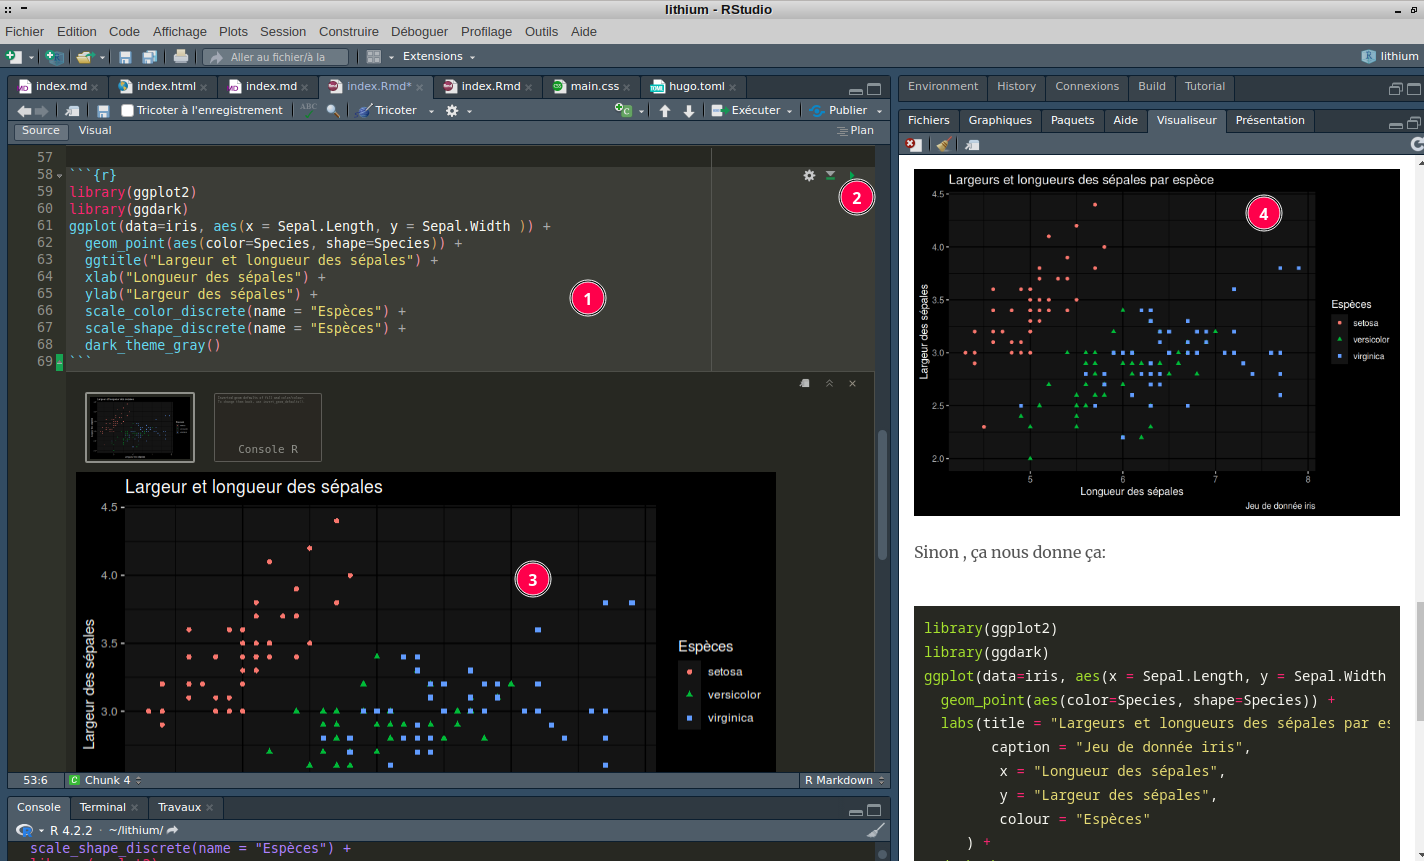 lithium - RStudio
Fichier Edition Code Affichage Plots Session Construire Déboguer Profilage Outils Aide
Aller au fichier/à la Extensions lithium
index.md index.html index.md index.Rmd* index.Rmd main.css hugo.toml
Tricoter à l'enregistrement ABC Tricoter Exécuter Publier
Source Visual Plan
57
58 ```{r}
59 library(ggplot2)
60 library(ggdark)
61 ggplot(data=iris, aes(x = Sepal.Length, y = Sepal.Width )) +
62 geom_point(aes(color=Species, shape=Species)) +
63 ggtitle("Largeur et longueur des sépales") +
64 xlab("Longueur des sépales") +
65 ylab("Largeur des sépales") +
66 scale_color_discrete(name = "Espèces") +
67 scale_shape_discrete(name = "Espèces") +
68 dark_theme_gray()
69 ```
1
2
Console R
Largeur et longueur des sépales
4.5
4.0
3.5
3.0
Largeur des sépales
3
Espèces
setosa
versicolor
virginica
53:6 C Chunk 4 R Markdown
Console Terminal Travaux
R 4.2.2 · ~/lithium/
scale_shape_discrete(name = "Espèces") +
Environment History Connexions Build Tutorial
Fichiers Graphiques Paquets Aide Visualiseur Présentation
Largeurs et longueurs des sépales par espèce
4
4.5
4.0
3.5
3.0
2.5
2.0
Largeur des sépales
5 6 7 8
Longueur des sépales
Espèces
setosa
versicolor
virginica
Jeu de donnée iris
Sinon , ça nous donne ça:
library(ggplot2)
library(ggdark)
ggplot(data=iris, aes(x = Sepal.Length, y = Sepal.Width
geom_point(aes(color=Species, shape=Species)) +
labs(title = "Largeurs et longueurs des sépales par es
caption = "Jeu de donnée iris",
x = "Longueur des sépales",
y = "Largeur des sépales",
colour = "Espèces"
) +